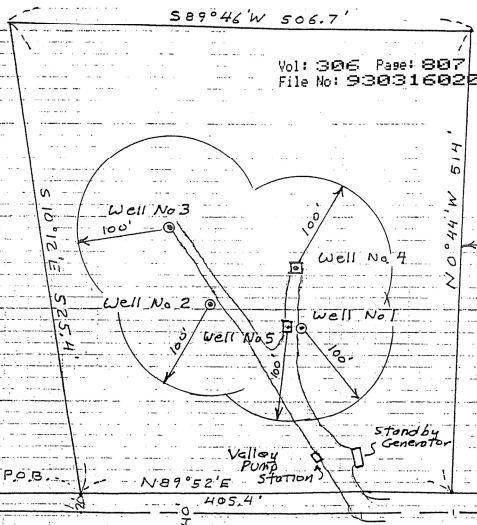 S89°46'W 506.7'
Vol: 306 Page: 807
File No: 930316022
S 10°12'E 525.4'
N0°44'W 514'
Well No 3
100'
100'
Well No. 4
Well No 2
Well No 1
Well No 5
100'
100'
100'
Standby
Generator
Valley
Pump
Station
P.O.B.
N89°52'E
405.4'